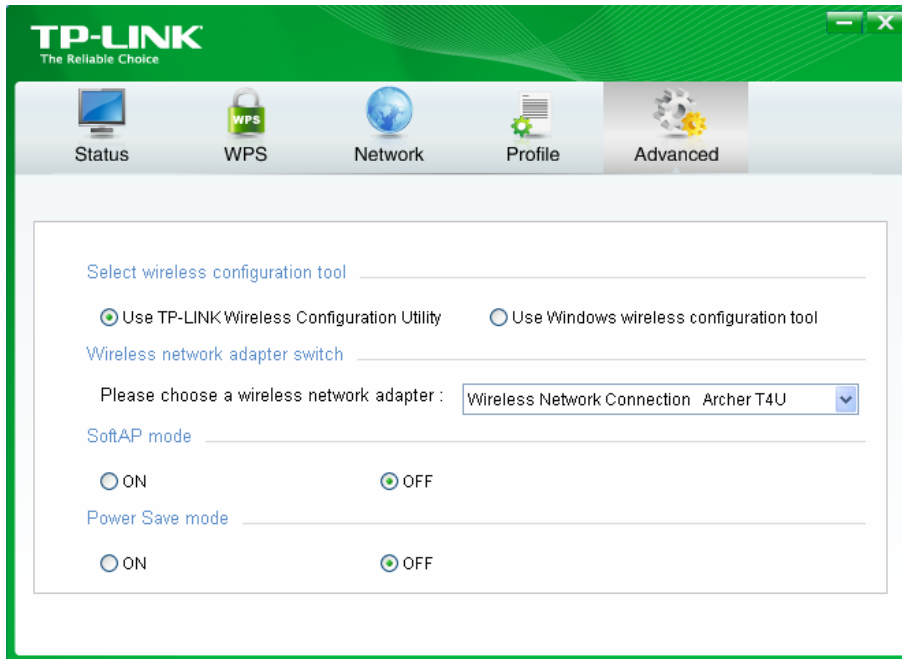 TP-LINK
The Reliable Choice
WPS
Status WPS Network Profile Advanced
Select wireless configuration tool
Use TP-LINK Wireless Configuration Utility Use Windows wireless configuration tool
Wireless network adapter switch
Please choose a wireless network adapter : Wireless Network Connection Archer T4U
SoftAP mode
ON OFF
Power Save mode
ON OFF